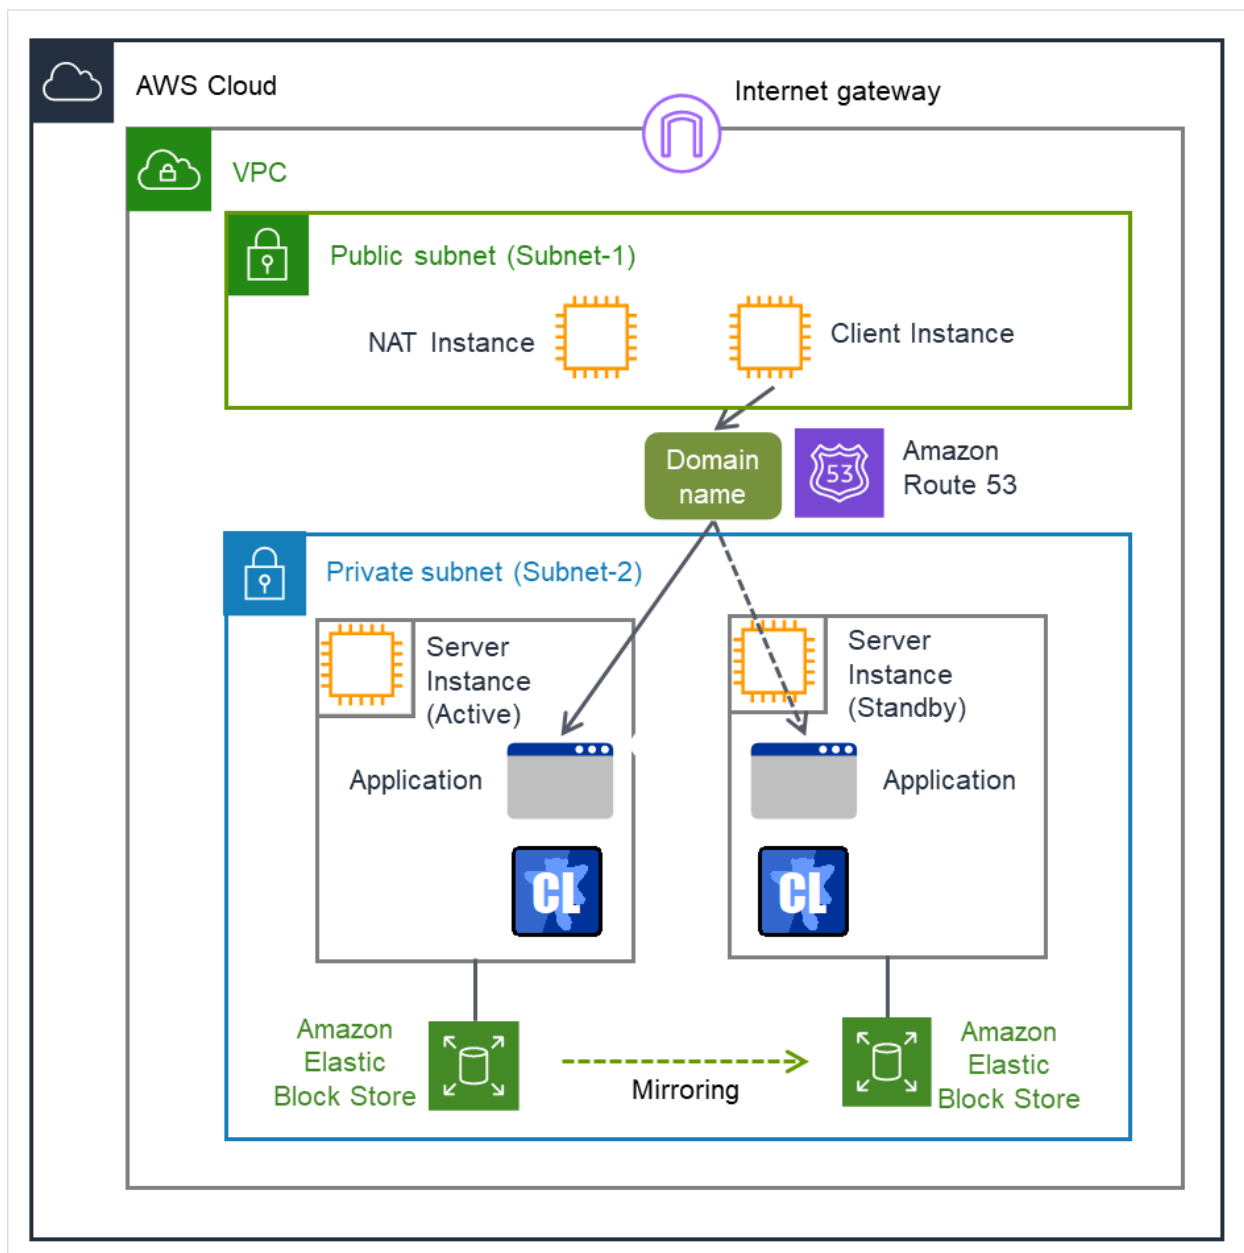 AWS Cloud
Internet gateway
VPC
Public subnet (Subnet-1)
NAT Instance
Client Instance
Domain
name
53
Amazon
Route 53
Private subnet (Subnet-2)
Server
Instance
(Active)
Server
Instance
(Standby)
Application
Application
CL
CL
Amazon
Elastic
Block Store
Mirroring
Amazon
Elastic
Block Store